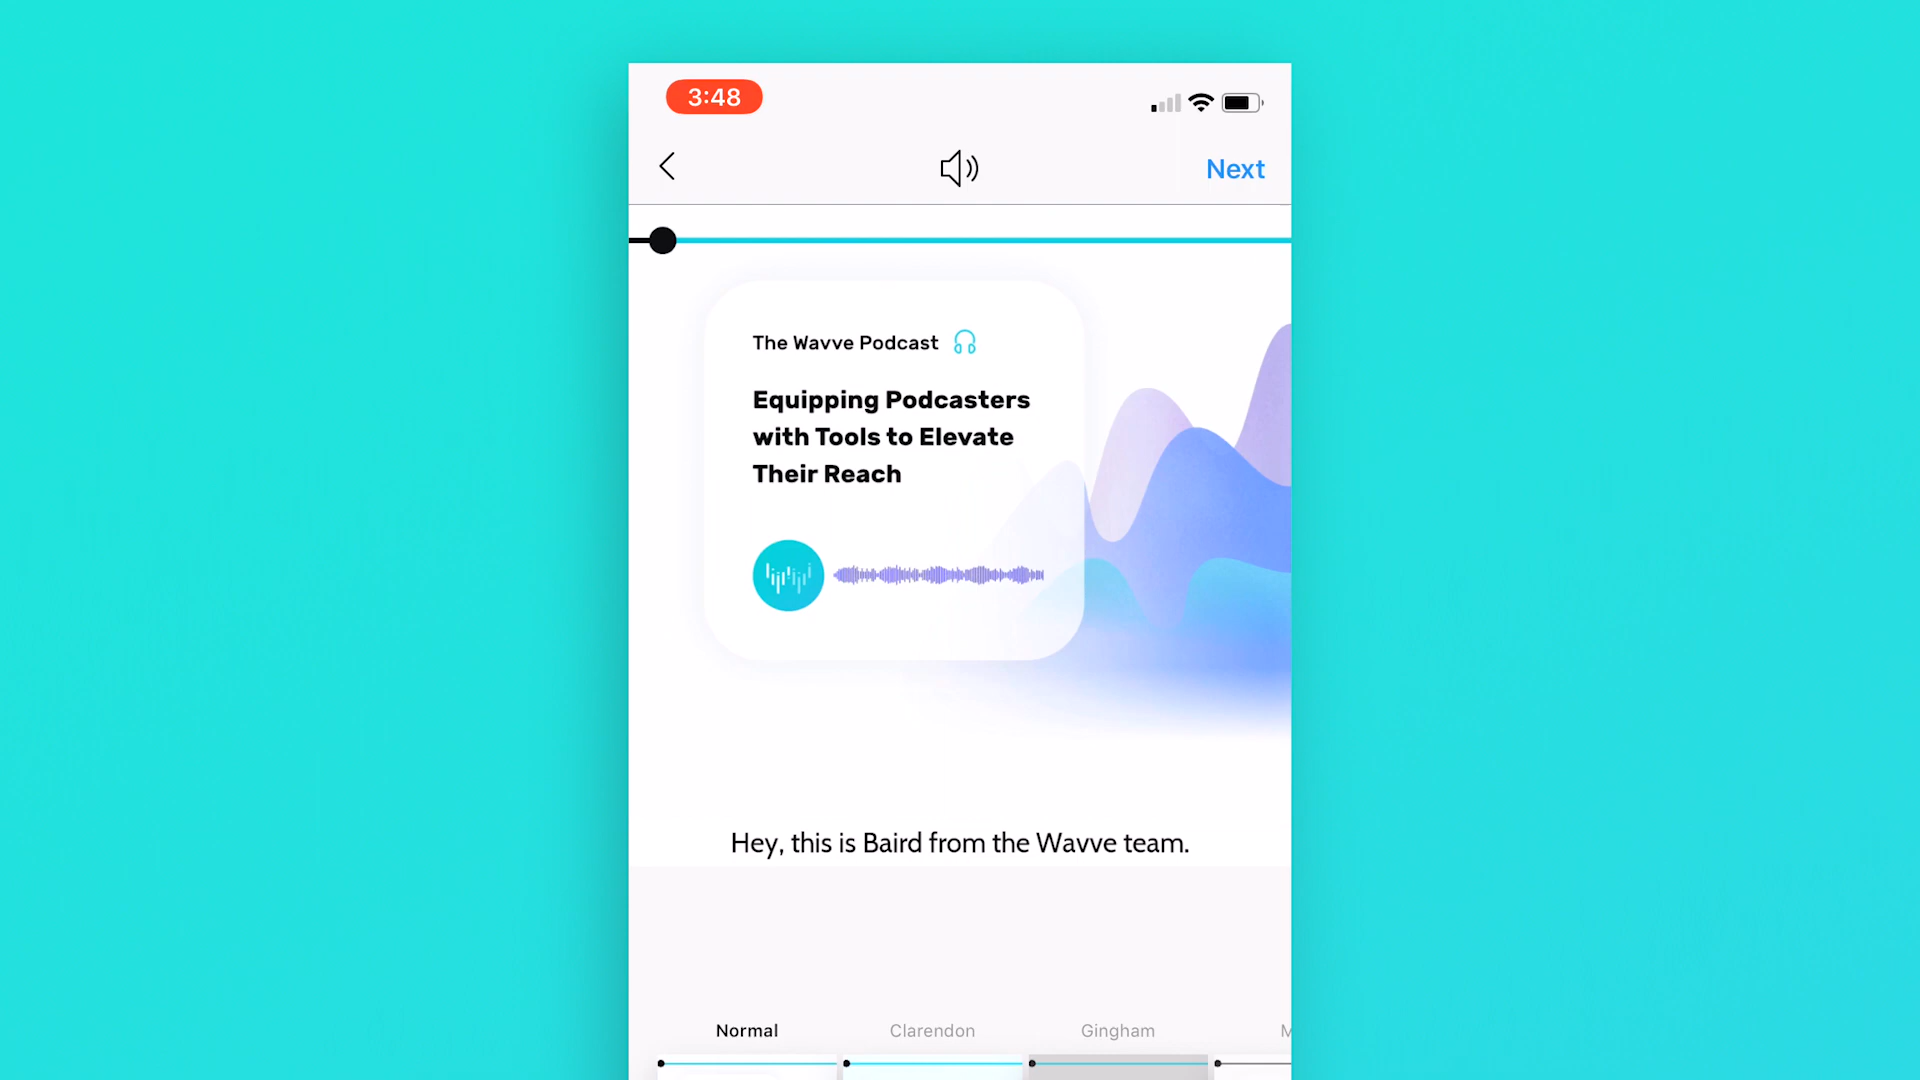 3:48
Next
The Wavve Podcast
Equipping Podcasters
with Tools to Elevate
Their Reach
Hey, this is Baird from the Wavve team.
Normal
Clarendon
Gingham
M